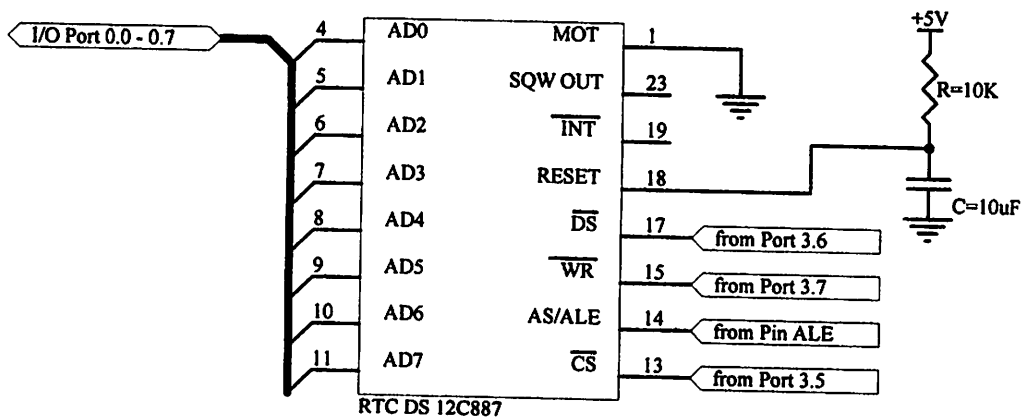 I/O Port 0.0 - 0.7
4 AD0 MOT 1
+5V
5 AD1 SQW OUT 23
R=10K
6 AD2 INT 19
7 AD3 RESET 18
C=10uF
8 AD4 DS 17 from Port 3.6
9 AD5 WR 15 from Port 3.7
10 AD6 AS/ALE 14 from Pin ALE
11 AD7 CS 13 from Port 3.5
RTC DS 12C887